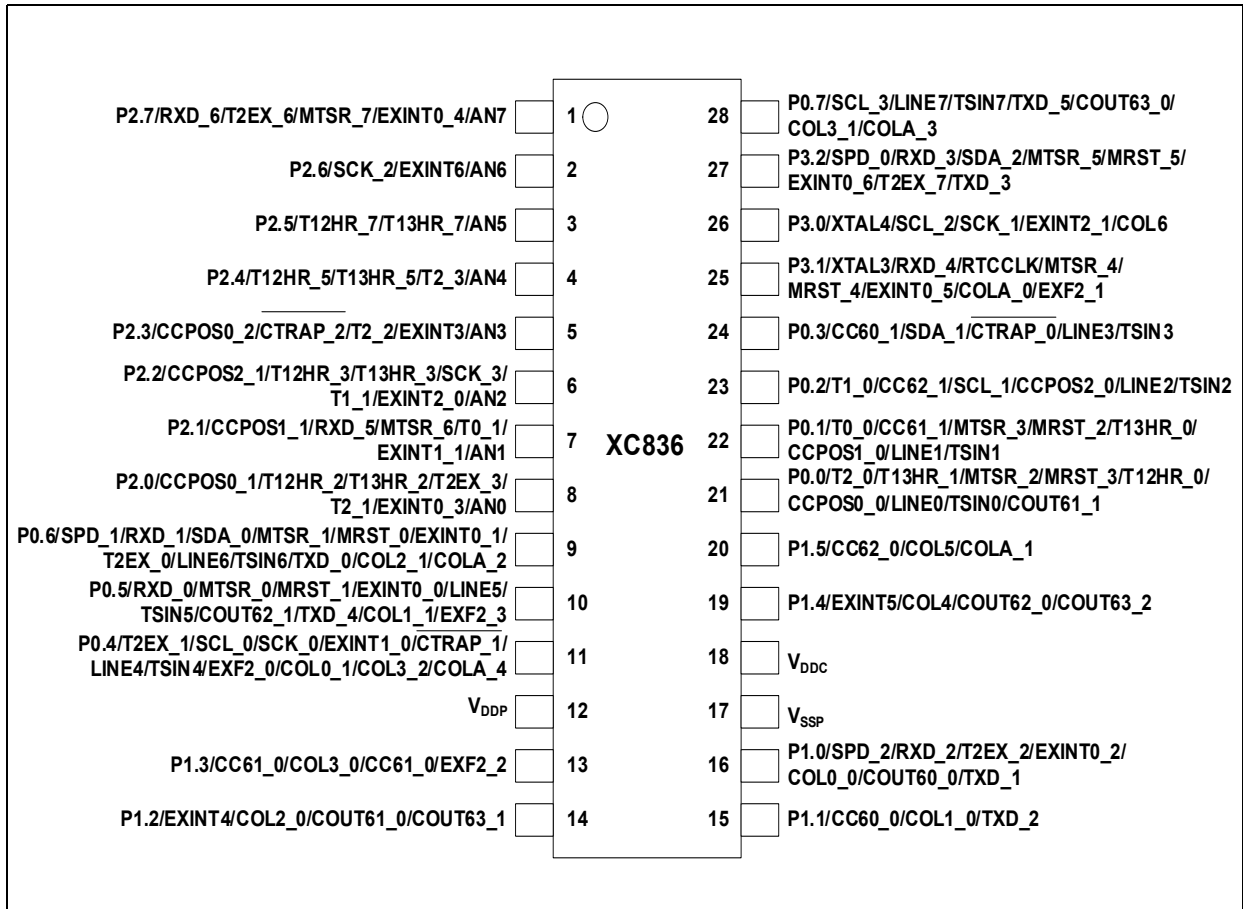 P2.7/RXD_6/T2EX_6/MTSR_7/EXINT0_4/AN7
1
P2.6/SCK_2/EXINT6/AN6
2
P2.5/T12HR_7/T13HR_7/AN5
3
P2.4/T12HR_5/T13HR_5/T2_3/AN4
4
P2.3/CCPOS0_2/CTRAP_2/T2_2/EXINT3/AN3
5
P2.2/CCPOS2_1/T12HR_3/T13HR_3/SCK_3/
T1_1/EXINT2_0/AN2
6
P2.1/CCPOS1_1/RXD_5/MTSR_6/T0_1/
EXINT1_1/AN1
7
P2.0/CCPOS0_1/T12HR_2/T13HR_2/T2EX_3/
T2_1/EXINT0_3/AN0
8
P0.6/SPD_1/RXD_1/SDA_0/MTSR_1/MRST_0/EXINT0_1/
T2EX_0/LINE6/TSIN6/TXD_0/COL2_1/COLA_2
9
P0.5/RXD_0/MTSR_0/MRST_1/EXINT0_0/LINE5/
TSIN5/COUT62_1/TXD_4/COL1_1/EXF2_3
10
P0.4/T2EX_1/SCL_0/SCK_0/EXINT1_0/CTRAP_1/
LINE4/TSIN4/EXF2_0/COL0_1/COL3_2/COLA_4
11
VDDP
12
P1.3/CC61_0/COL3_0/CC61_0/EXF2_2
13
P1.2/EXINT4/COL2_0/COUT61_0/COUT63_1
14
XC836
28
P0.7/SCL_3/LINE7/TSIN7/TXD_5/COUT63_0/
COL3_1/COLA_3
27
P3.2/SPD_0/RXD_3/SDA_2/MTSR_5/MRST_5/
EXINT0_6/T2EX_7/TXD_3
26
P3.0/XTAL4/SCL_2/SCK_1/EXINT2_1/COL6
25
P3.1/XTAL3/RXD_4/RTCCLK/MTSR_4/
MRST_4/EXINT0_5/COLA_0/EXF2_1
24
P0.3/CC60_1/SDA_1/CTRAP_0/LINE3/TSIN3
23
P0.2/T1_0/CC62_1/SCL_1/CCPOS2_0/LINE2/TSIN2
22
P0.1/T0_0/CC61_1/MTSR_3/MRST_2/T13HR_0/
CCPOS1_0/LINE1/TSIN1
21
P0.0/T2_0/T13HR_1/MTSR_2/MRST_3/T12HR_0/
CCPOS0_0/LINE0/TSIN0/COUT61_1
20
P1.5/CC62_0/COL5/COLA_1
19
P1.4/EXINT5/COL4/COUT62_0/COUT63_2
18
VDDC
17
VSSP
16
P1.0/SPD_2/RXD_2/T2EX_2/EXINT0_2/
COL0_0/COUT60_0/TXD_1
15
P1.1/CC60_0/COL1_0/TXD_2